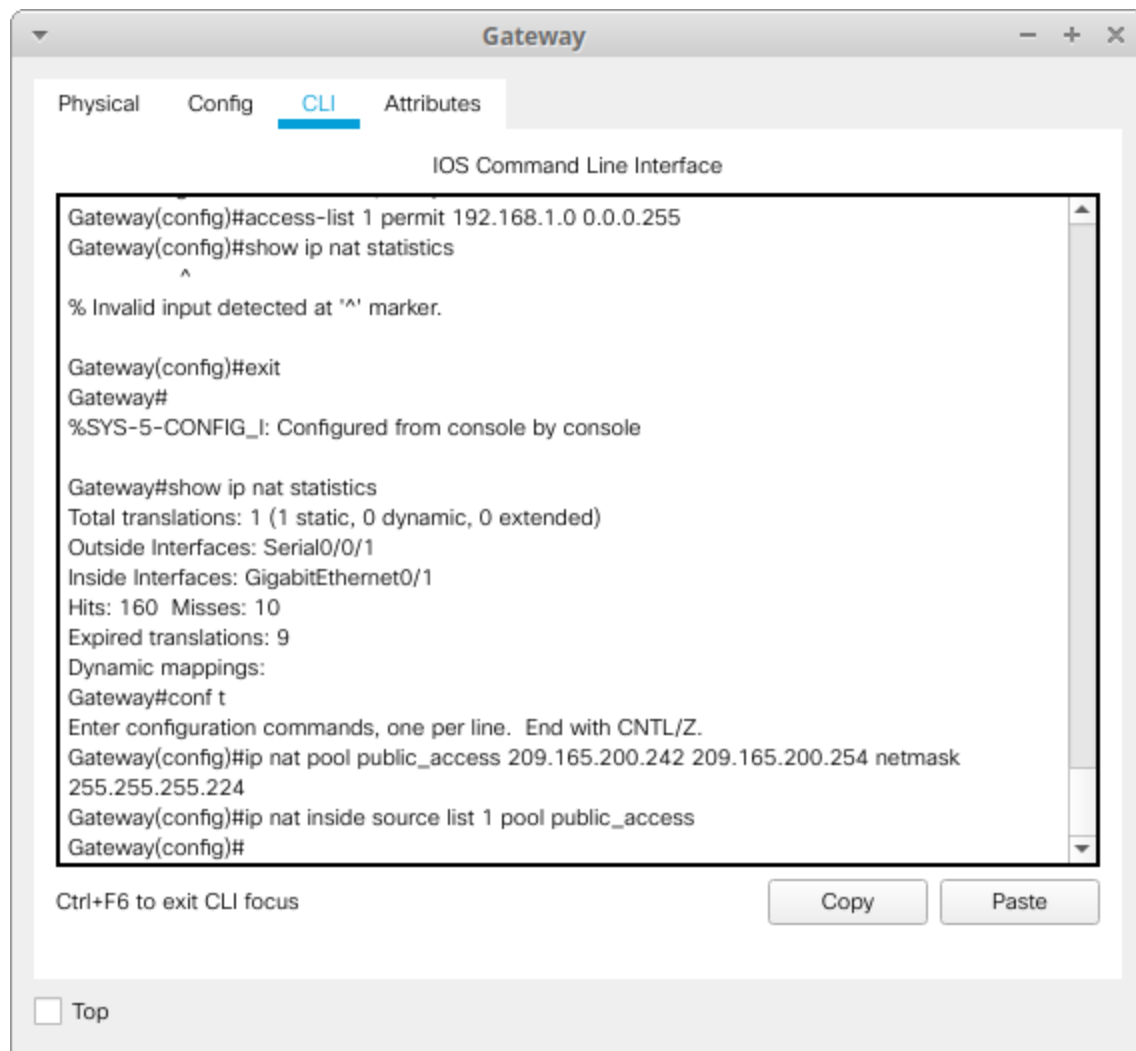 Gateway
Physical Config CLI Attributes
IOS Command Line Interface
Gateway(config)#access-list 1 permit 192.168.1.0 0.0.0.255
Gateway(config)#show ip nat statistics
^
% Invalid input detected at '^' marker.
Gateway(config)#exit
Gateway#
%SYS-5-CONFIG_I: Configured from console by console
Gateway#show ip nat statistics
Total translations: 1 (1 static, 0 dynamic, 0 extended)
Outside Interfaces: Serial0/0/1
Inside Interfaces: GigabitEthernet0/1
Hits: 160 Misses: 10
Expired translations: 9
Dynamic mappings:
Gateway#conf t
Enter configuration commands, one per line. End with CNTL/Z.
Gateway(config)#ip nat pool public_access 209.165.200.242 209.165.200.254 netmask
255.255.255.224
Gateway(config)#ip nat inside source list 1 pool public_access
Gateway(config)#
Ctrl+F6 to exit CLI focus
Copy Paste
Top